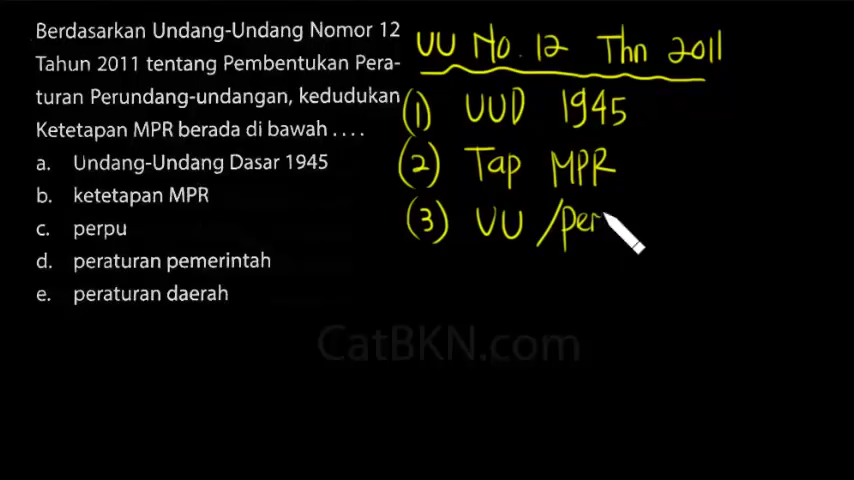 Berdasarkan Undang-Undang Nomor 12
Tahun 2011 tentang Pembentukan Pera-
turan Perundang-undangan, kedudukan
Ketetapan MPR berada di bawah . . . .
a. Undang-Undang Dasar 1945
b. ketetapan MPR
c. perpu
d. peraturan pemerintah
e. peraturan daerah
UU No. 12 Thn 2011
(1) UUD 1945
(2) Tap MPR
(3) UU /per
CatBKN.com